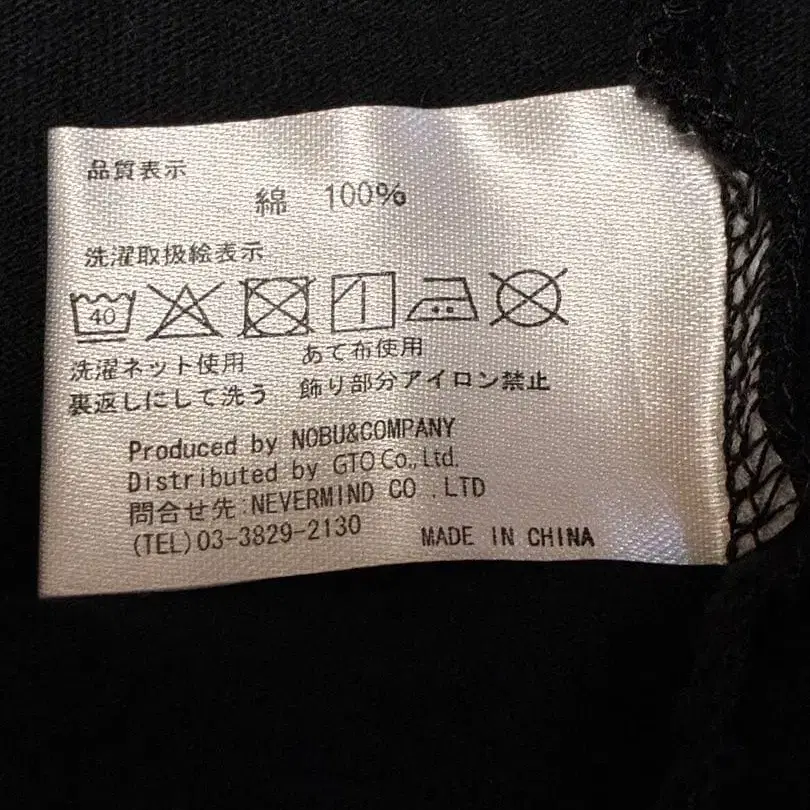 品質表示
綿 100%
洗濯取扱絵表示
40
洗濯ネット使用 あて布使用
裏返しにして洗う 飾り部分アイロン禁止
Produced by NOBU&COMPANY
Distributed by GTO Co.,Ltd.
問合せ先:NEVERMIND CO .LTD
(TEL)03-3829-2130 MADE IN CHINA